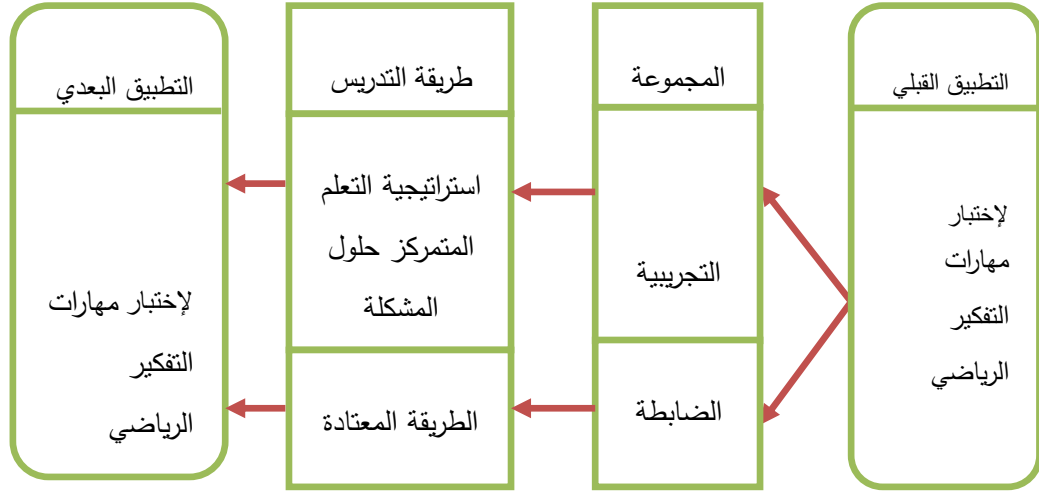 التطبيق القبلي
لإختبار
مهارات
التفكير
الرياضي
المجموعة
التجريبية
الضابطة
طريقة التدريس
استراتيجية التعلم
المتمركز حلول
المشكلة
الطريقة المعتادة
التطبيق البعدي
لإختبار مهارات
التفكير
الرياضي